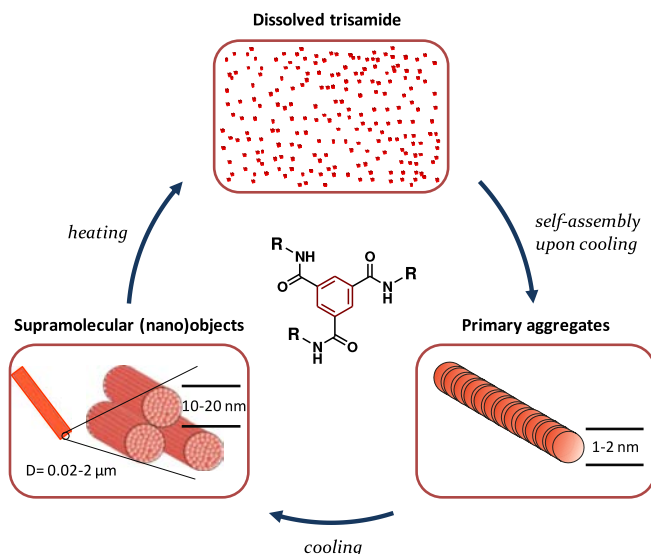 Dissolved trisamide
heating
self-assembly
upon cooling
R
NH
O
O
N
H
R
R
N
H
O
Supramolecular (nano)objects
10-20 nm
D= 0.02-2 µm
Primary aggregates
1-2 nm
cooling